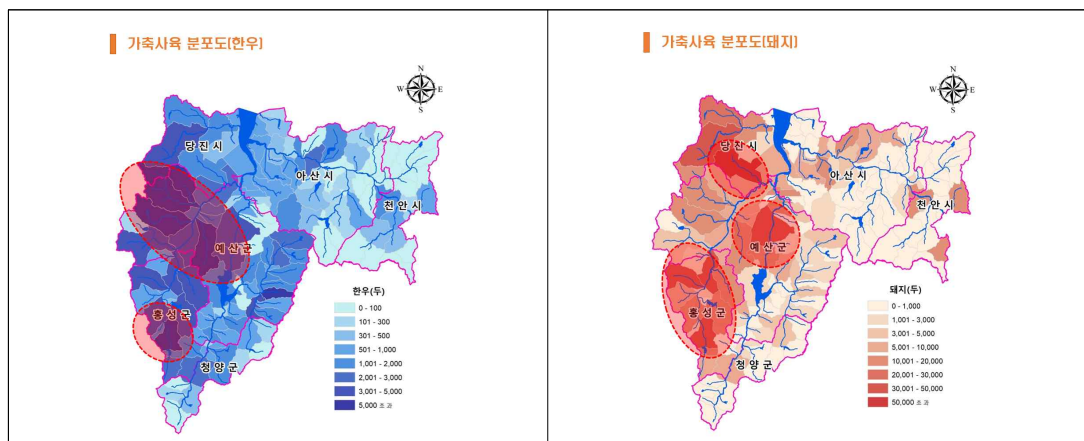 가축사육 분포도(한우)
N
W
E
S
당진시
아산시
천안시
예산군
홍성군
청양군
한우(두)
0 - 100
101 - 300
301 - 500
501 - 1,000
1,001 - 2,000
2,001 - 3,000
3,001 - 5,000
5,000 초과
가축사육 분포도(돼지)
N
W
E
S
당진시
아산시
천안시
예산군
홍성군
청양군
돼지(두)
0 - 1,000
1,001 - 3,000
3,001 - 5,000
5,001 - 10,000
10,001 - 20,000
20,001 - 30,000
30,001 - 50,000
50,000 초과